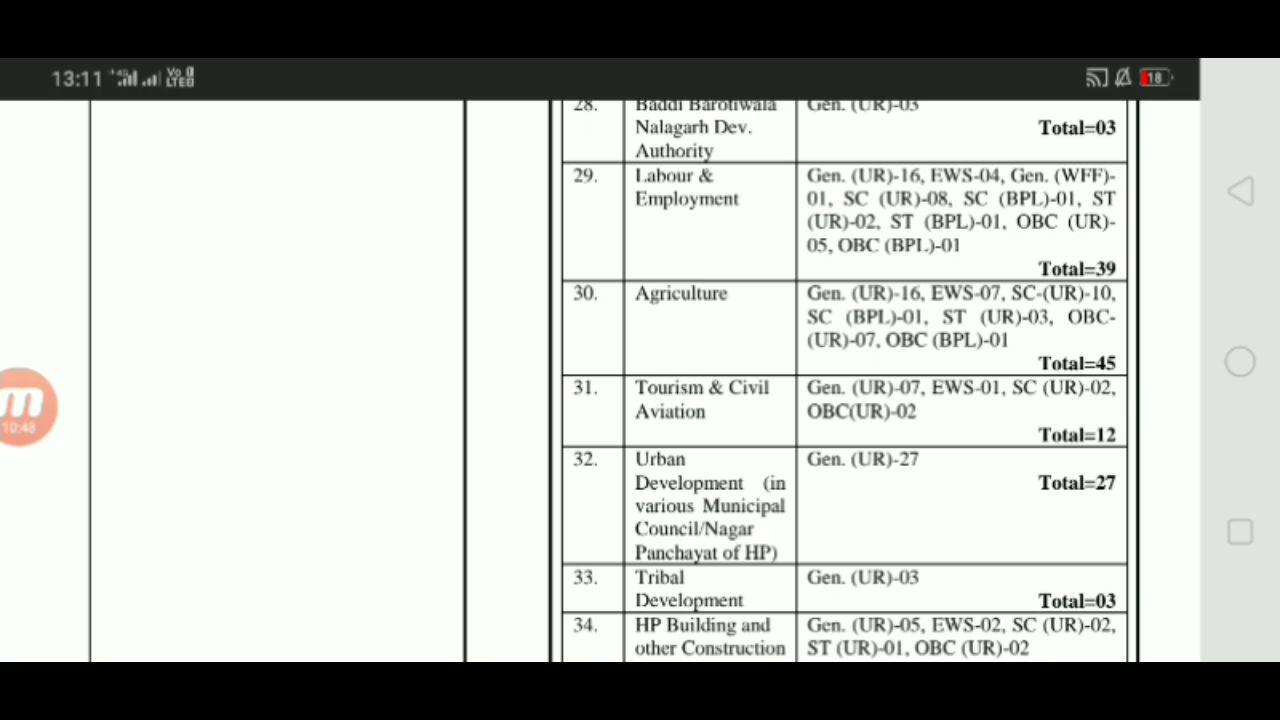 13:11
Vo LTE
18
28. Baddi Barotiwala Gen. (UR)-03
Nalagarh Dev. Total=03
Authority
29. Labour & Gen. (UR)-16, EWS-04, Gen. (WFF)-
Employment 01, SC (UR)-08, SC (BPL)-01, ST
(UR)-02, ST (BPL)-01, OBC (UR)-
05, OBC (BPL)-01
Total=39
30. Agriculture Gen. (UR)-16, EWS-07, SC-(UR)-10,
SC (BPL)-01, ST (UR)-03, OBC-
(UR)-07, OBC (BPL)-01
Total=45
31. Tourism & Civil Gen. (UR)-07, EWS-01, SC (UR)-02,
Aviation OBC(UR)-02
Total=12
32. Urban Gen. (UR)-27
Development (in Total=27
various Municipal
Council/Nagar
Panchayat of HP)
33. Tribal Gen. (UR)-03
Development Total=03
34. HP Building and Gen. (UR)-05, EWS-02, SC (UR)-02,
other Construction ST (UR)-01, OBC (UR)-02
10:48